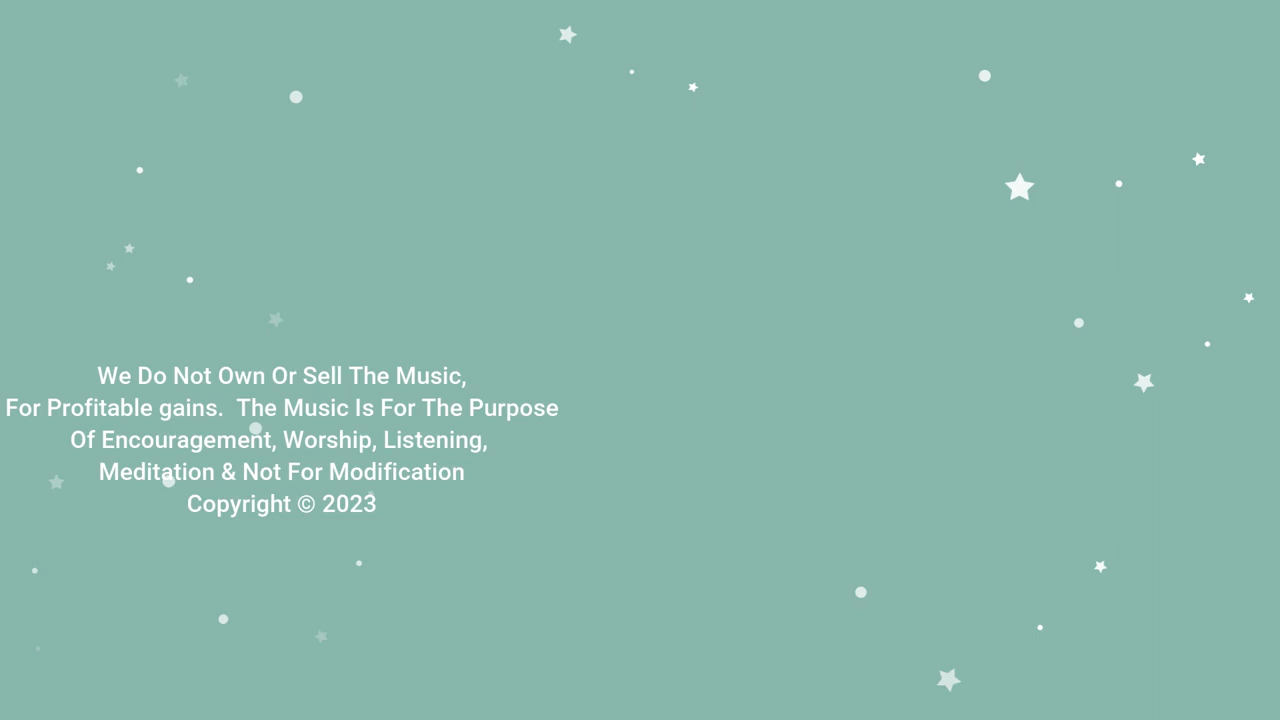 We Do Not Own Or Sell The Music,
For Profitable gains.  The Music Is For The Purpose
Of Encouragement, Worship, Listening,
Meditation & Not For Modification
Copyright © 2023